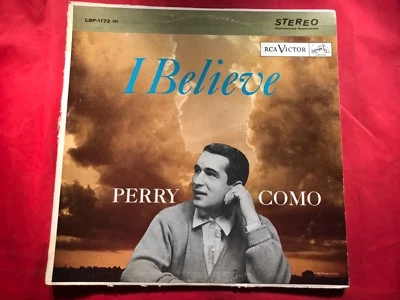 LSP-1172
STEREO
RCA VICTOR
I Believe
PERRY COMO